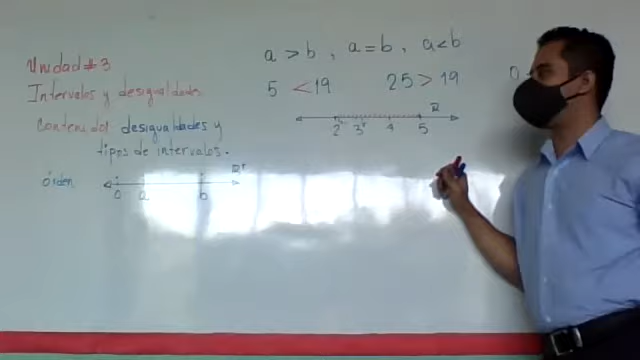 Unidad #3
Intervalos y desigualdades
Contenido: desigualdades y
tipos de intervalos.
orden
0 a b
R
a > b , a = b , a < b
5 < 19 25 > 19
R
2 3 4 5